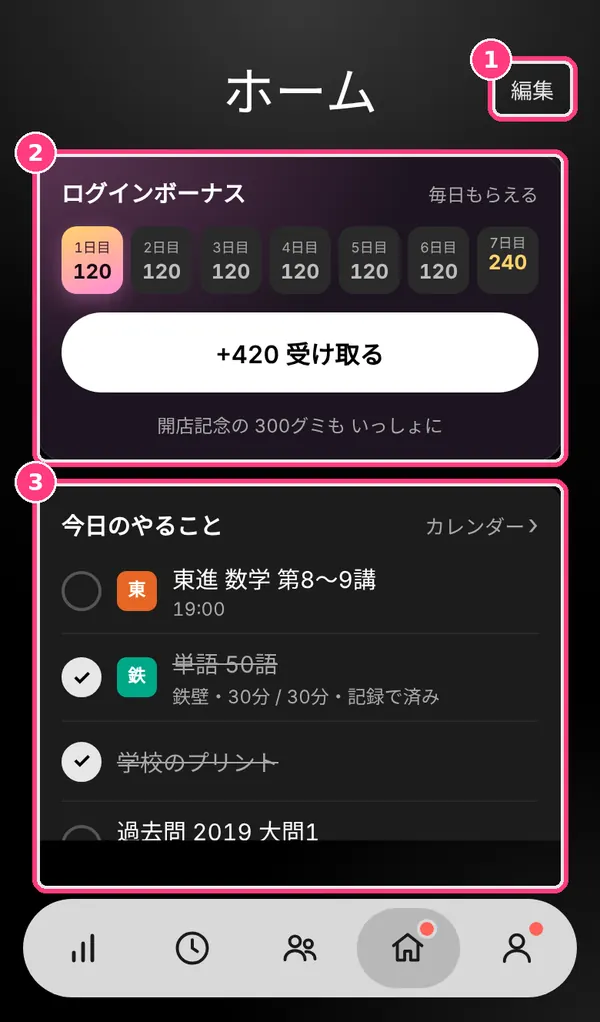 ホーム
1
編集
2
ログインボーナス
毎日もらえる
1日目
120
2日目
120
3日目
120
4日目
120
5日目
120
6日目
120
7日目
240
+420 受け取る
開店記念の 300グミも いっしょに
3
今日のやること
カレンダー
東
東進 数学 第8〜9講
19:00
鉄
単語 50語
鉄壁・30分 / 30分・記録で済み
学校のプリント
過去問 2019 大問1